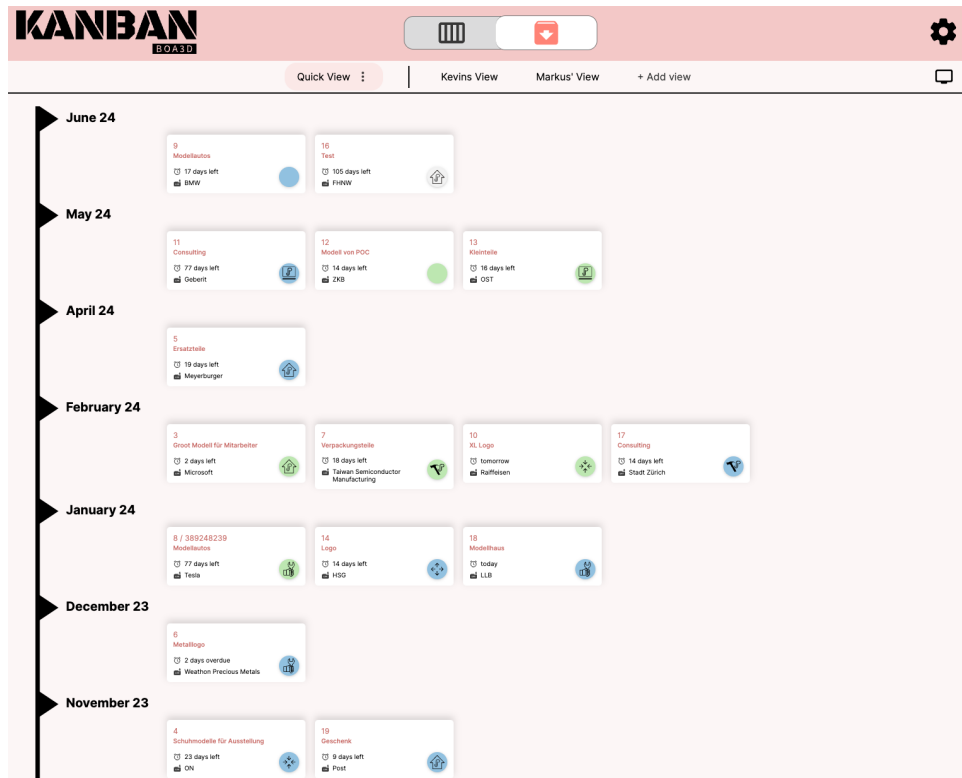 KANBAN
BOA3D
Quick View
Kevins View
Markus' View
+ Add view
June 24
9
Modellautos
17 days left
BMW
16
Test
105 days left
FHNW
May 24
11
Consulting
77 days left
Geberit
12
Modell von POC
14 days left
ZKB
13
Kleinteile
16 days left
OST
April 24
5
Ersatzteile
19 days left
Meyerburger
February 24
3
Groot Modell für Mitarbeiter
2 days left
Microsoft
7
Verpackungsteile
18 days left
Taiwan Semiconductor
Manufacturing
10
XL Logo
tomorrow
Raiffeisen
17
Consulting
14 days left
Stadt Zürich
January 24
8 / 389248239
Modellautos
77 days left
Tesla
14
Logo
14 days left
HSG
18
Modellhaus
today
LLB
December 23
6
Metalllogo
2 days overdue
Weathon Precious Metals
November 23
4
Schuhmodelle für Ausstellung
23 days left
ON
19
Geschenk
9 days left
Post